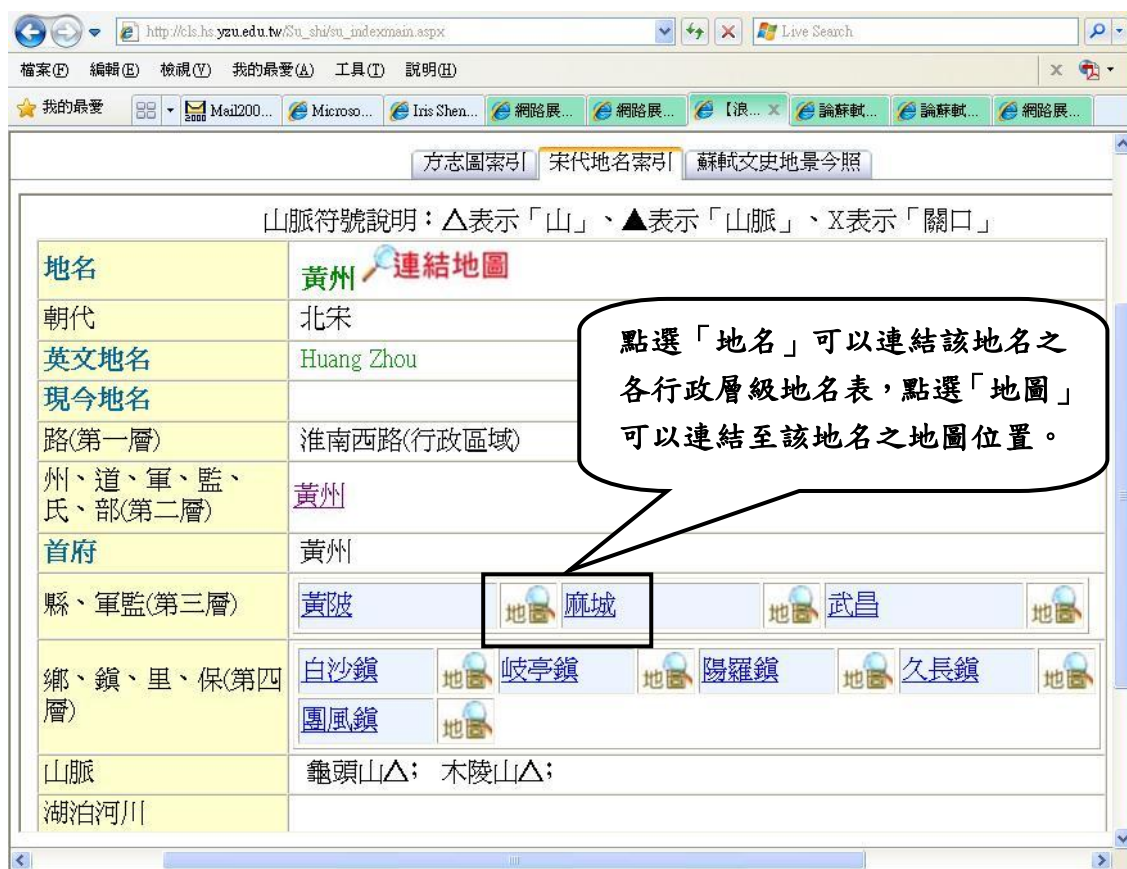 http://cls.hs.yzu.edu.tw/Su_shi/su_indexmain.aspx
Live Search
檔案(F) 編輯(E) 檢視(V) 我的最愛(A) 工具(T) 說明(H)
我的最愛 Mail200... Microso... Iris Shen... 網路展... 網路展... 【浪... 論蘇軾... 論蘇軾... 網路展...
方志圖索引 宋代地名索引 蘇軾文史地景今照
山脈符號說明：△表示「山」、▲表示「山脈」、X表示「關口」
地名 黃州 連結地圖
朝代 北宋
英文地名 Huang Zhou
現今地名
路(第一層) 淮南西路(行政區域)
州、道、軍、監、
氏、部(第二層) 黃州
首府 黃州
縣、軍監(第三層) 黃陂 地圖 麻城 地圖 武昌 地圖
鄉、鎮、里、保(第四
層)
白沙鎮 地圖 岐亭鎮 地圖 陽羅鎮 地圖 久長鎮 地圖
團風鎮 地圖
山脈 龜頭山△； 木陵山△；
湖泊河川
點選「地名」可以連結該地名之
各行政層級地名表，點選「地圖」
可以連結至該地名之地圖位置。